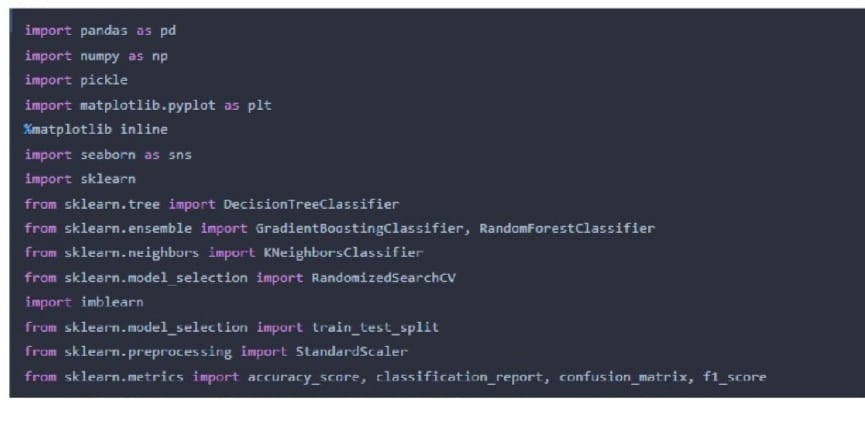 import pandas as pd
import numpy as np
import pickle
import matplotlib.pyplot as plt
%matplotlib inline
import seaborn as sns
import sklearn
from sklearn.tree import DecisionTreeClassifier
from sklearn.ensemble import GradientBoostingClassifier, RandomForestClassifier
from sklearn.neighbors import KNeighborsClassifier
from sklearn.model_selection import RandomizedSearchCV
import imblearn
from sklearn.model_selection import train_test_split
from sklearn.preprocessing import StandardScaler
from sklearn.metrics import accuracy_score, classification_report, confusion_matrix, f1_score